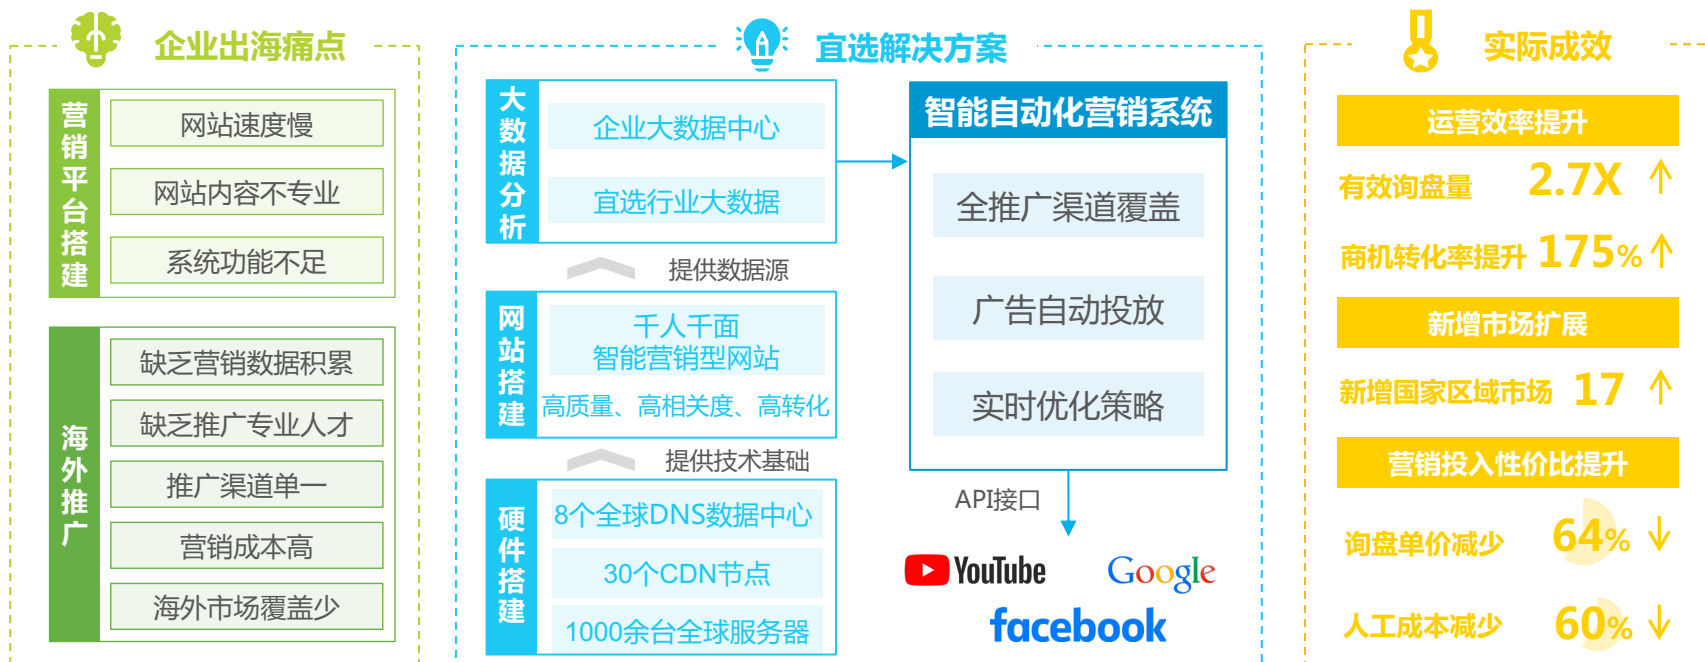 企业出海痛点
营销平台搭建
网站速度慢
网站内容不专业
系统功能不足
海外推广
缺乏营销数据积累
缺乏推广专业人才
推广渠道单一
营销成本高
海外市场覆盖少
宜选解决方案
大数据分析
企业大数据中心
宜选行业大数据
提供数据源
网站搭建
千人千面
智能营销型网站
高质量、高相关度、高转化
提供技术基础
硬件搭建
8个全球DNS数据中心
30个CDN节点
1000余台全球服务器
智能自动化营销系统
全推广渠道覆盖
广告自动投放
实时优化策略
API接口
YouTube
Google
facebook
实际成效
运营效率提升
有效询盘量 2.7X ↑
商机转化率提升 175% ↑
新增市场扩展
新增国家区域市场 17 ↑
营销投入性价比提升
询盘单价减少 64% ↓
人工成本减少 60% ↓